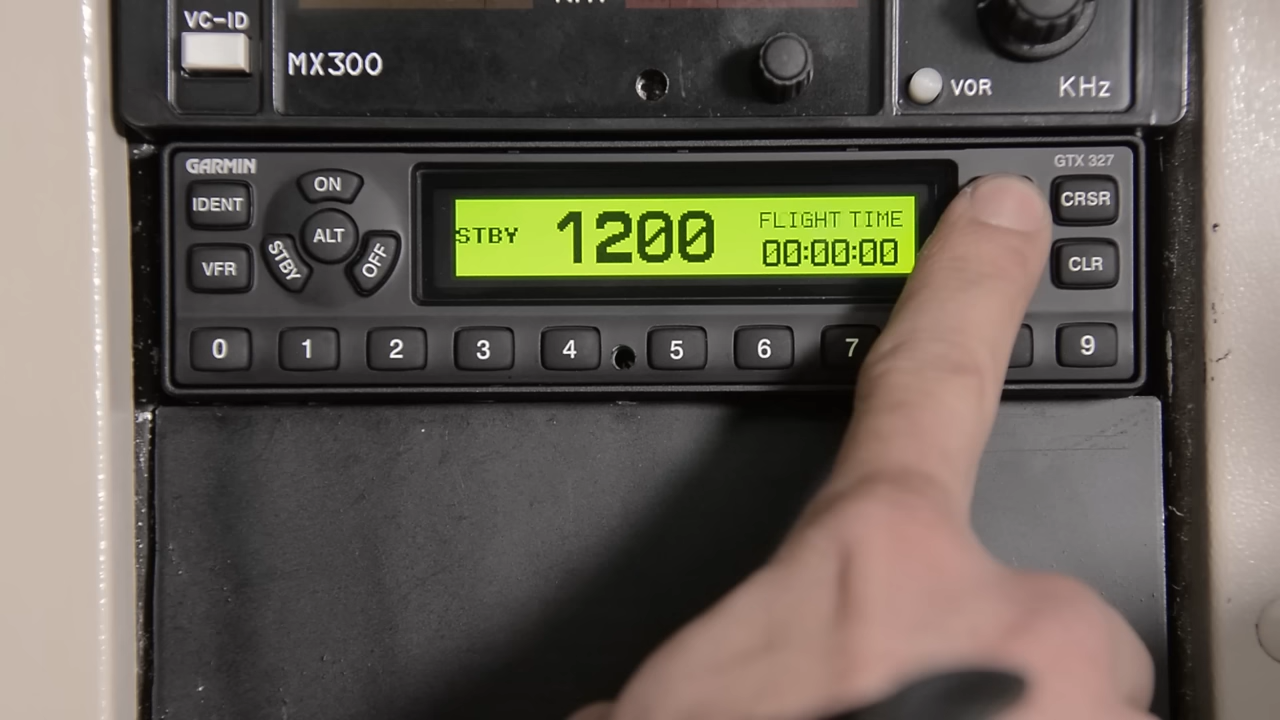 VC-ID
MX300
VOR
KHz
GARMIN
GTX 327
IDENT
ON
CRSR
ALT
STBY
1200
FLIGHT TIME
00:00:00
VFR
STBY
OFF
CLR
0
1
2
3
4
5
6
7
9